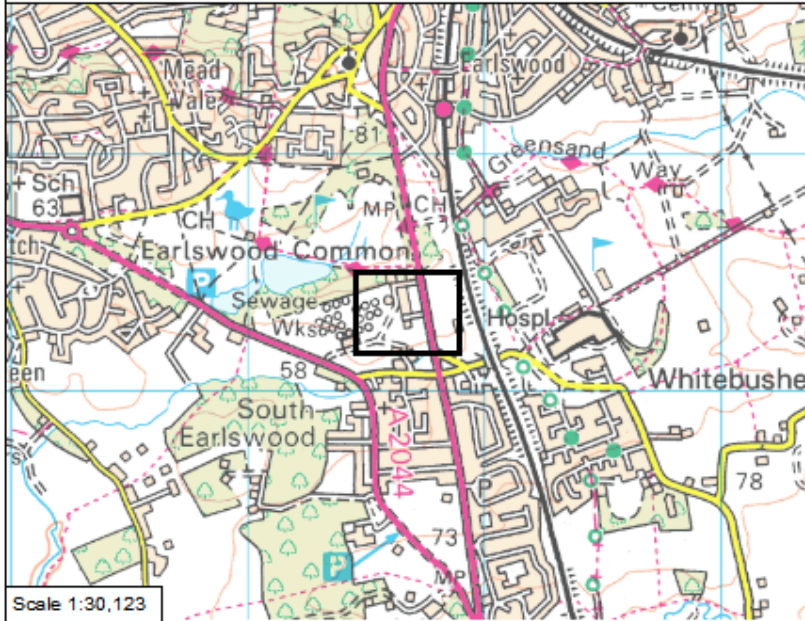 Mead
Vale
Earlswood
81
Greensand
Way
Sch
63
CH
MP
CH
tch
Earlswood Common
P
Sewage
Wks
Hospl
58
een
Whitebushe
South
Earlswood
A 2044
P
78
73
P
MP
Scale 1:30,123